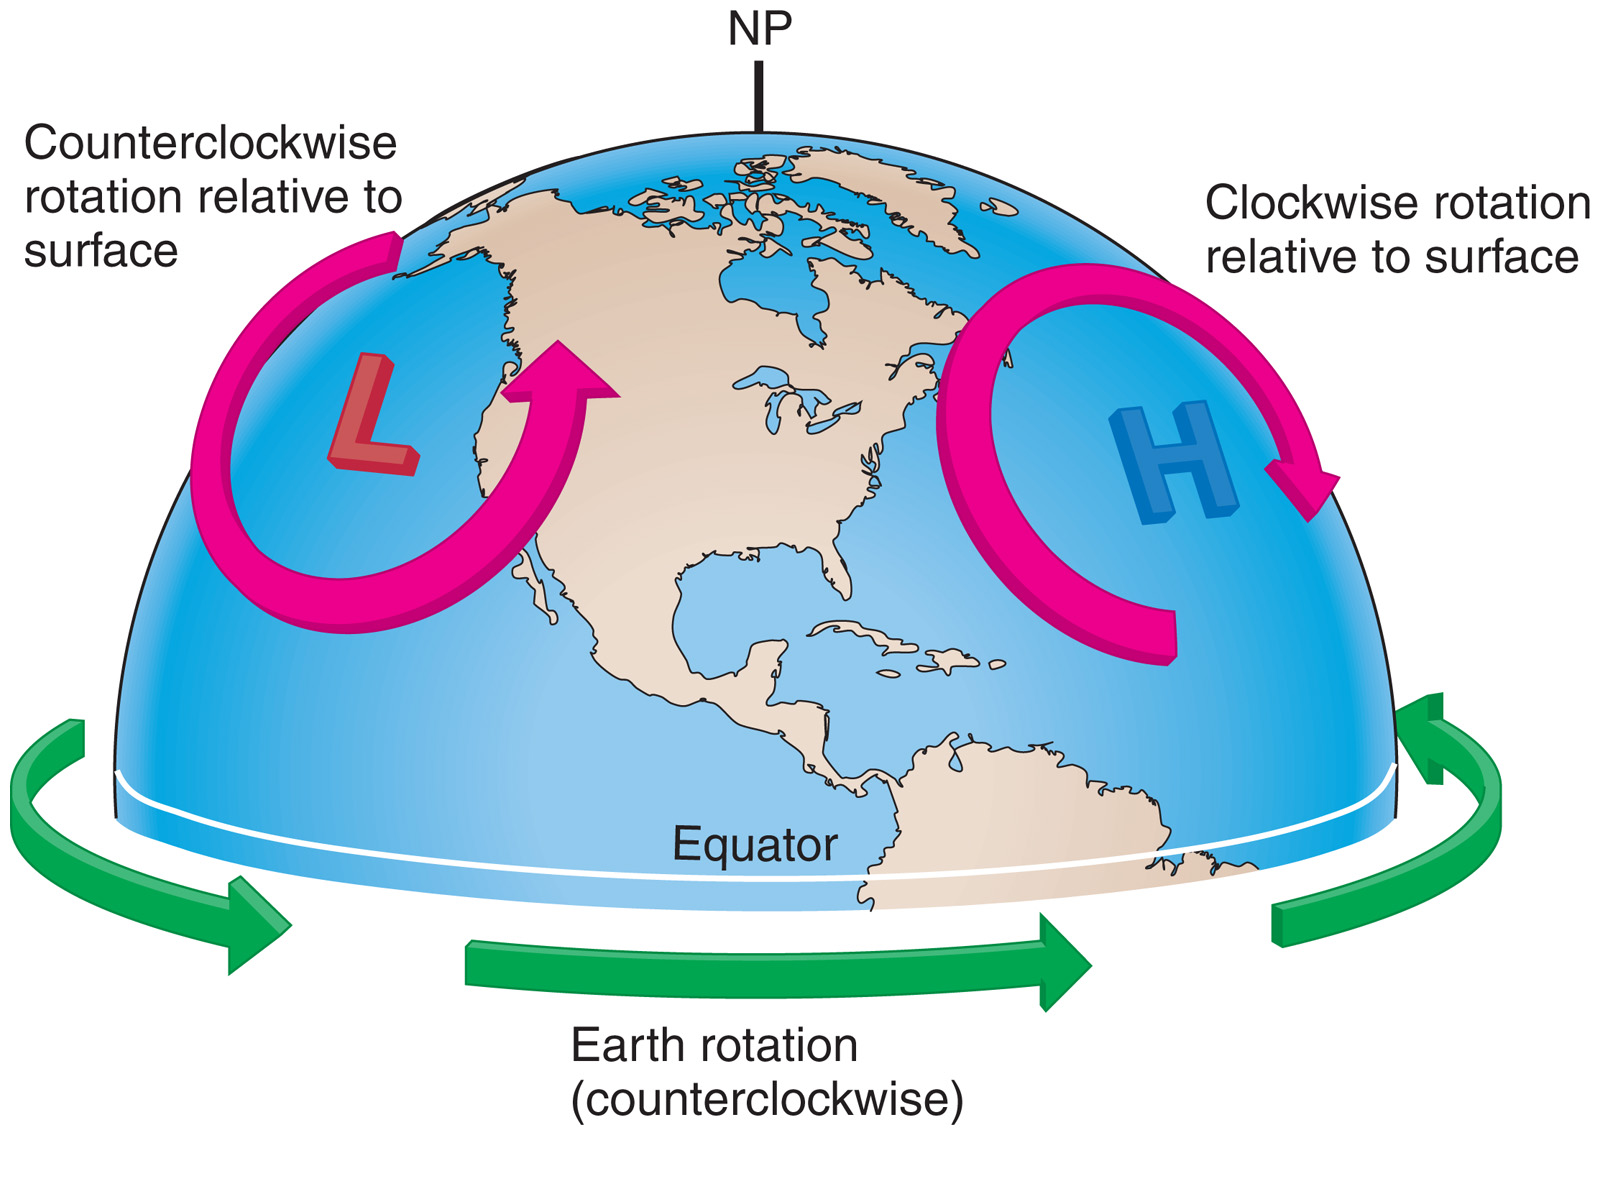 NP
Counterclockwise
rotation relative to
surface
Clockwise rotation
relative to surface
L
H
Equator
Earth rotation
(counterclockwise)